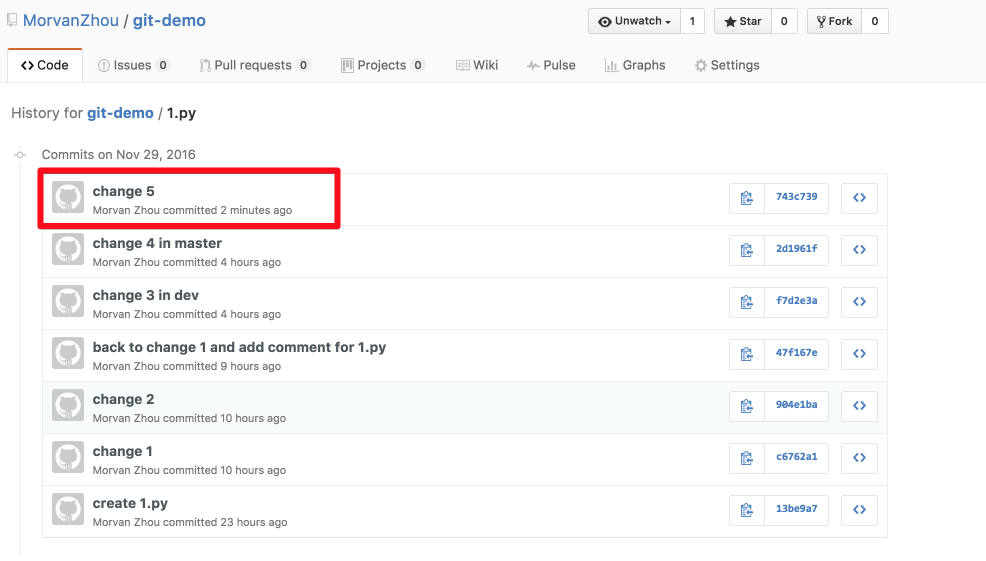 MorvanZhou / git-demo
Unwatch 1 Star 0 Fork 0
Code Issues 0 Pull requests 0 Projects 0 Wiki Pulse Graphs Settings
History for git-demo / 1.py
Commits on Nov 29, 2016
change 5
Morvan Zhou committed 2 minutes ago
743c739
change 4 in master
Morvan Zhou committed 4 hours ago
2d1961f
change 3 in dev
Morvan Zhou committed 4 hours ago
f7d2e3a
back to change 1 and add comment for 1.py
Morvan Zhou committed 9 hours ago
47f167e
change 2
Morvan Zhou committed 10 hours ago
904e1ba
change 1
Morvan Zhou committed 10 hours ago
c6762a1
create 1.py
Morvan Zhou committed 23 hours ago
13be9a7